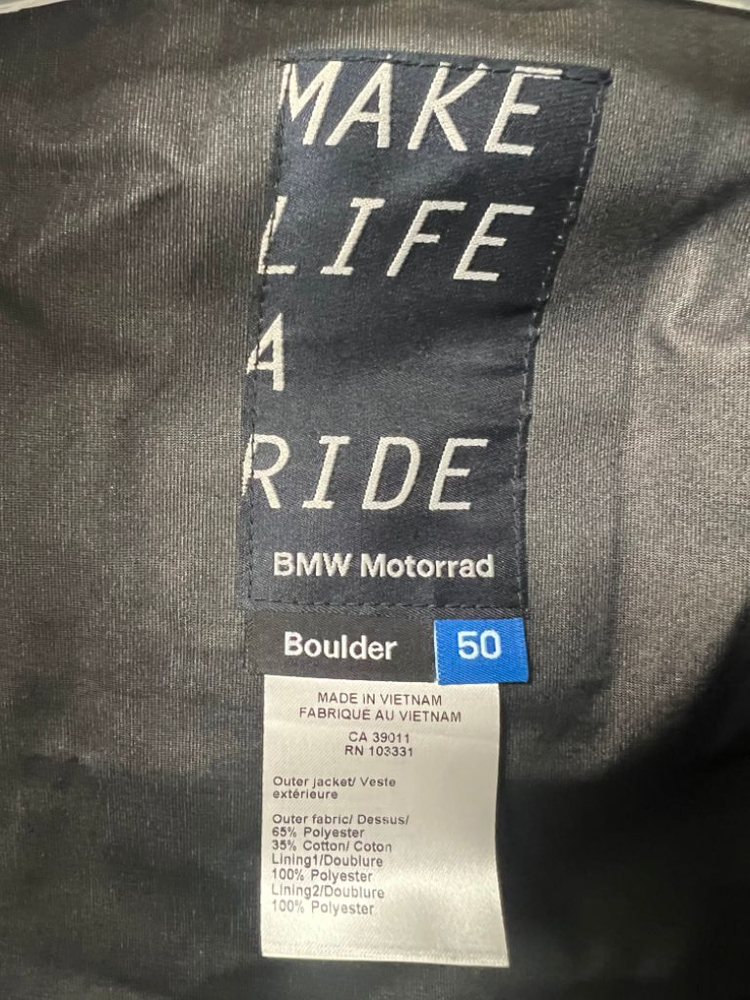 MAKE
LIFE
A
RIDE
BMW Motorrad
Boulder 50
MADE IN VIETNAM
FABRIQUÉ AU VIETNAM
CA 39011
RN 103331
Outer jacket/ Veste
extérieure
Outer fabric/ Dessus/
65% Polyester
35% Cotton/ Coton
Lining1/Doublure
100% Polyester
Lining2/Doublure
100% Polyester